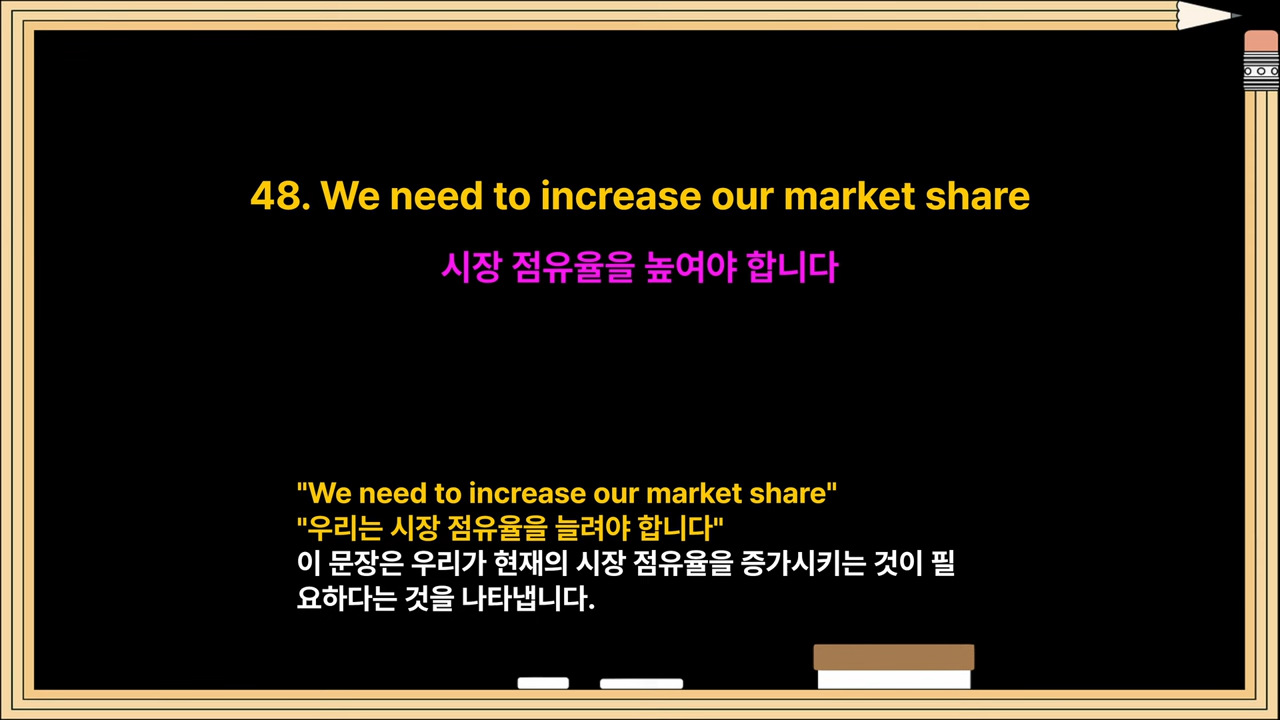 48. We need to increase our market share
시장 점유율을 높여야 합니다
"We need to increase our market share"
"우리는 시장 점유율을 늘려야 합니다"
이 문장은 우리가 현재의 시장 점유율을 증가시키는 것이 필
요하다는 것을 나타냅니다.